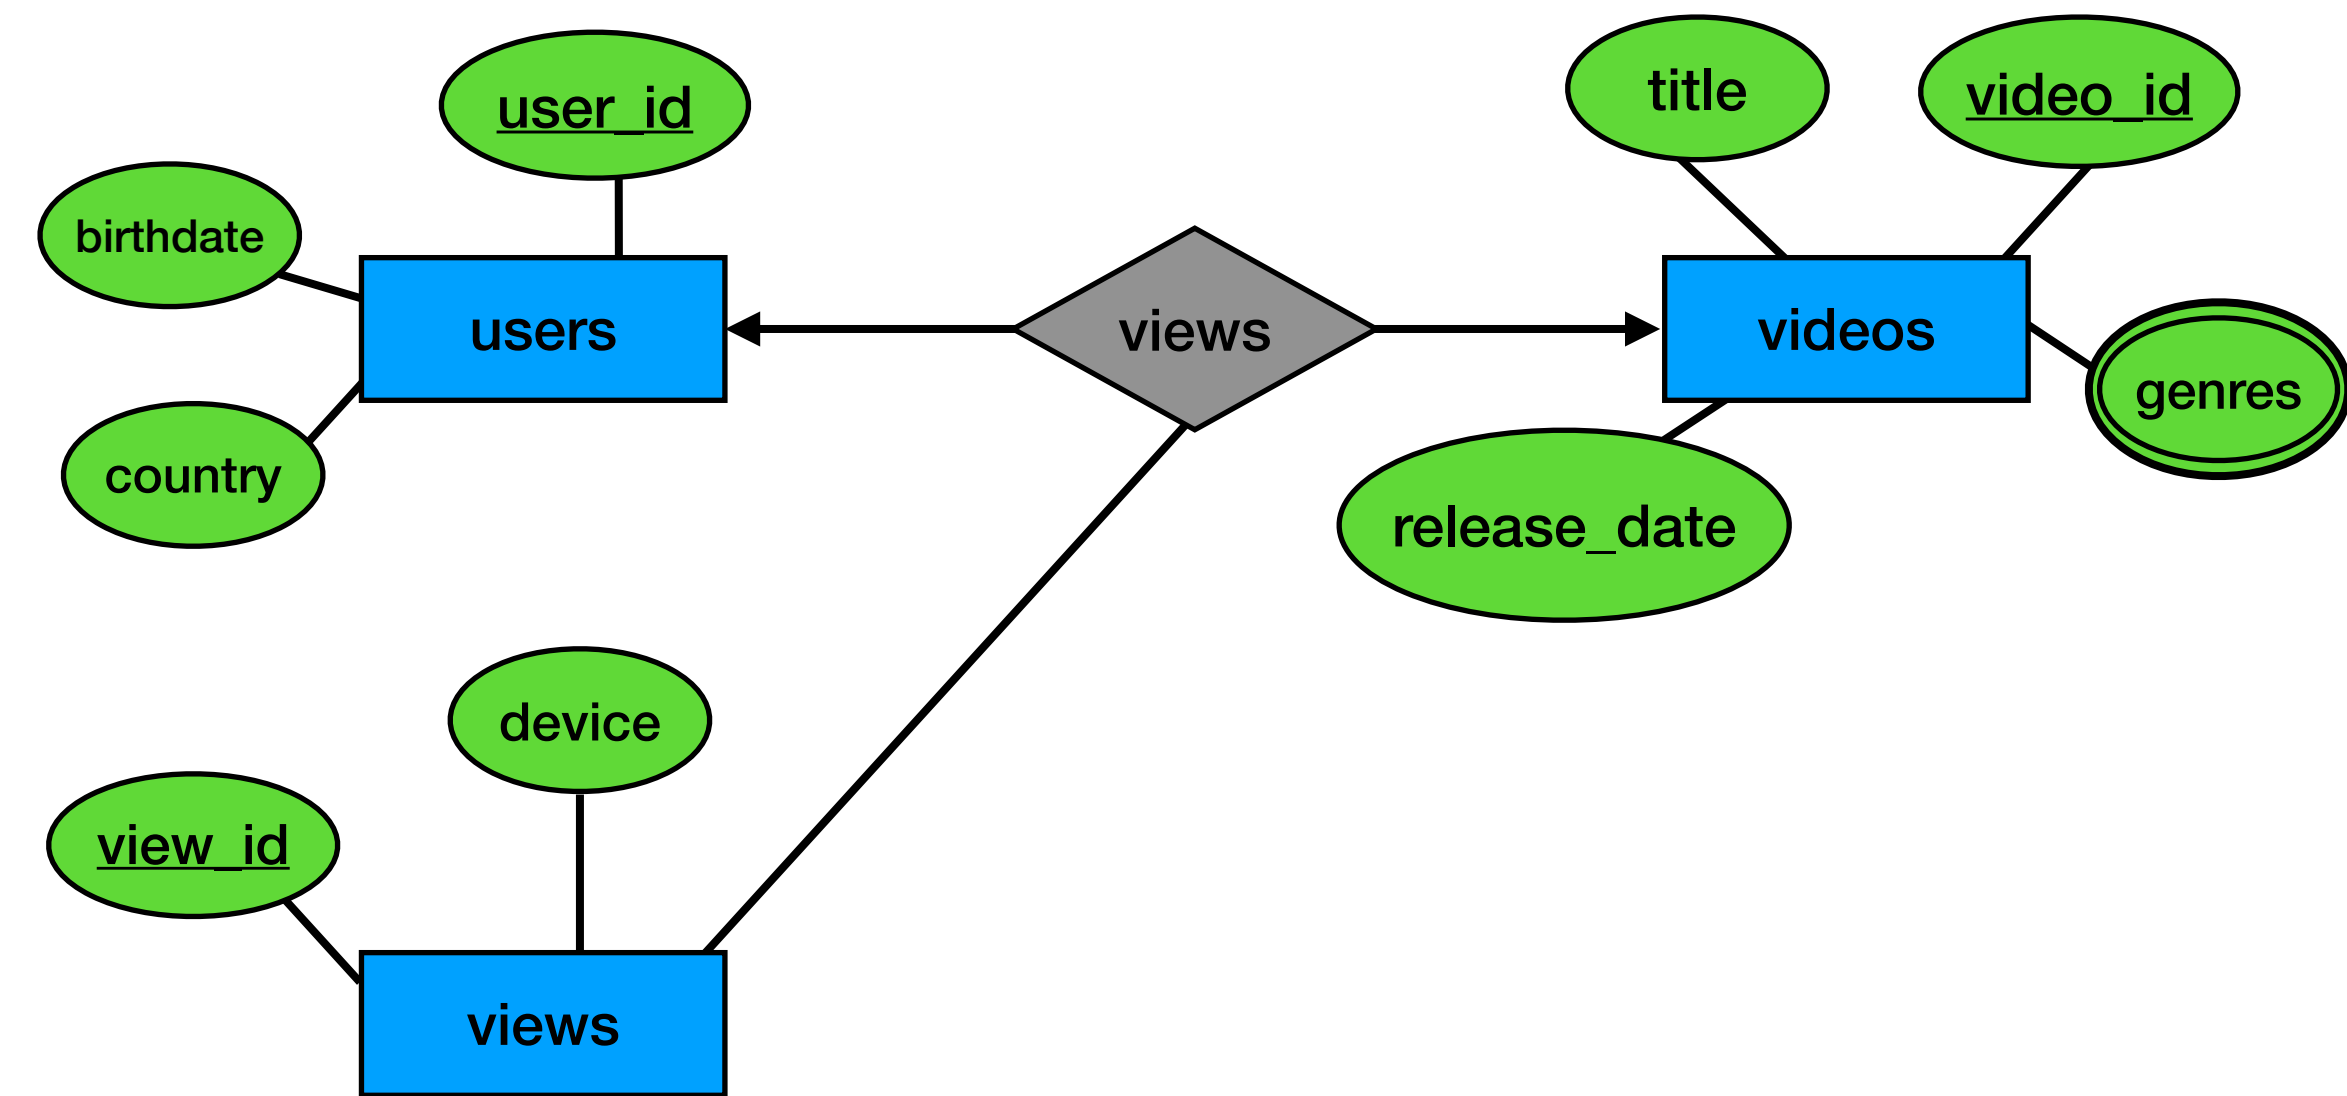 user_id
title
video_id
birthdate
users
views
videos
genres
country
release_date
device
view_id
views